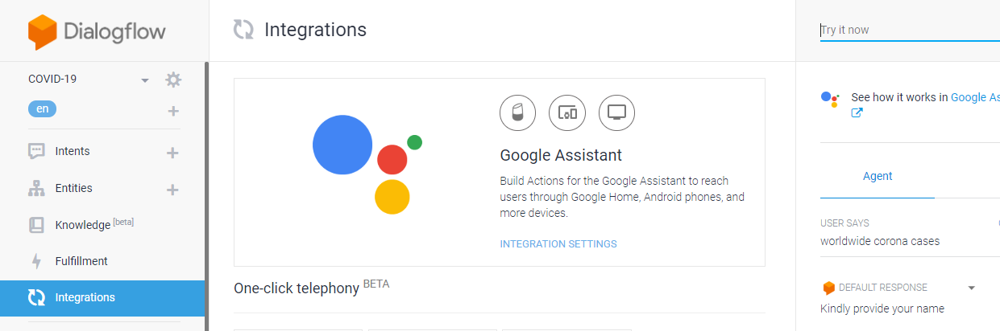 Dialogflow
COVID-19
en
Intents
Entities
Knowledge [beta]
Fulfillment
Integrations
Integrations
Google Assistant
Build Actions for the Google Assistant to reach
users through Google Home, Android phones, and
more devices.
INTEGRATION SETTINGS
One-click telephony BETA
Try it now
See how it works in Google As
Agent
USER SAYS
worldwide corona cases
DEFAULT RESPONSE
Kindly provide your name